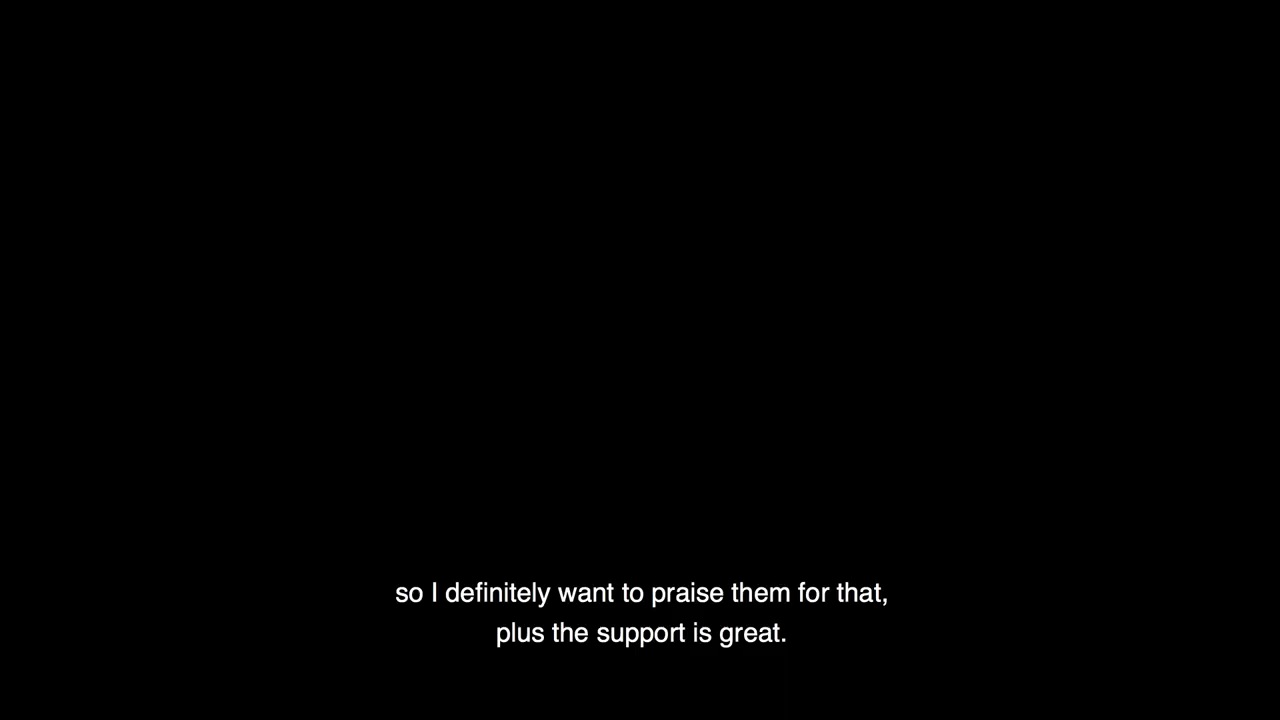 so I definitely want to praise them for that,
plus the support is great.